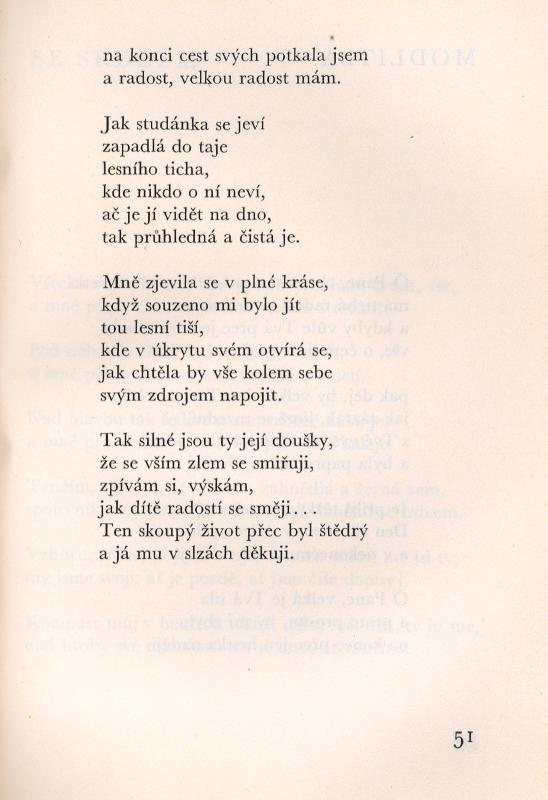 na konci cest svých potkala jsem
a radost, velkou radost mám.
Jak studánka se jeví
zapadlá do taje
lesního ticha,
kde nikdo o ní neví,
ač je jí vidět na dno,
tak průhledná a čistá je.
Mně zjevila se v plné kráse,
když souzeno mi bylo jít
tou lesní tiší,
kde v úkrytu svém otvírá se,
jak chtěla by vše kolem sebe
svým zdrojem napojit.
Tak silné jsou ty její doušky,
že se vším zlem se smiřuji,
zpívám si, výskám,
jak dítě radostí se směji...
Ten skoupý život přec byl štědrý
a já mu v slzách děkuji.
51